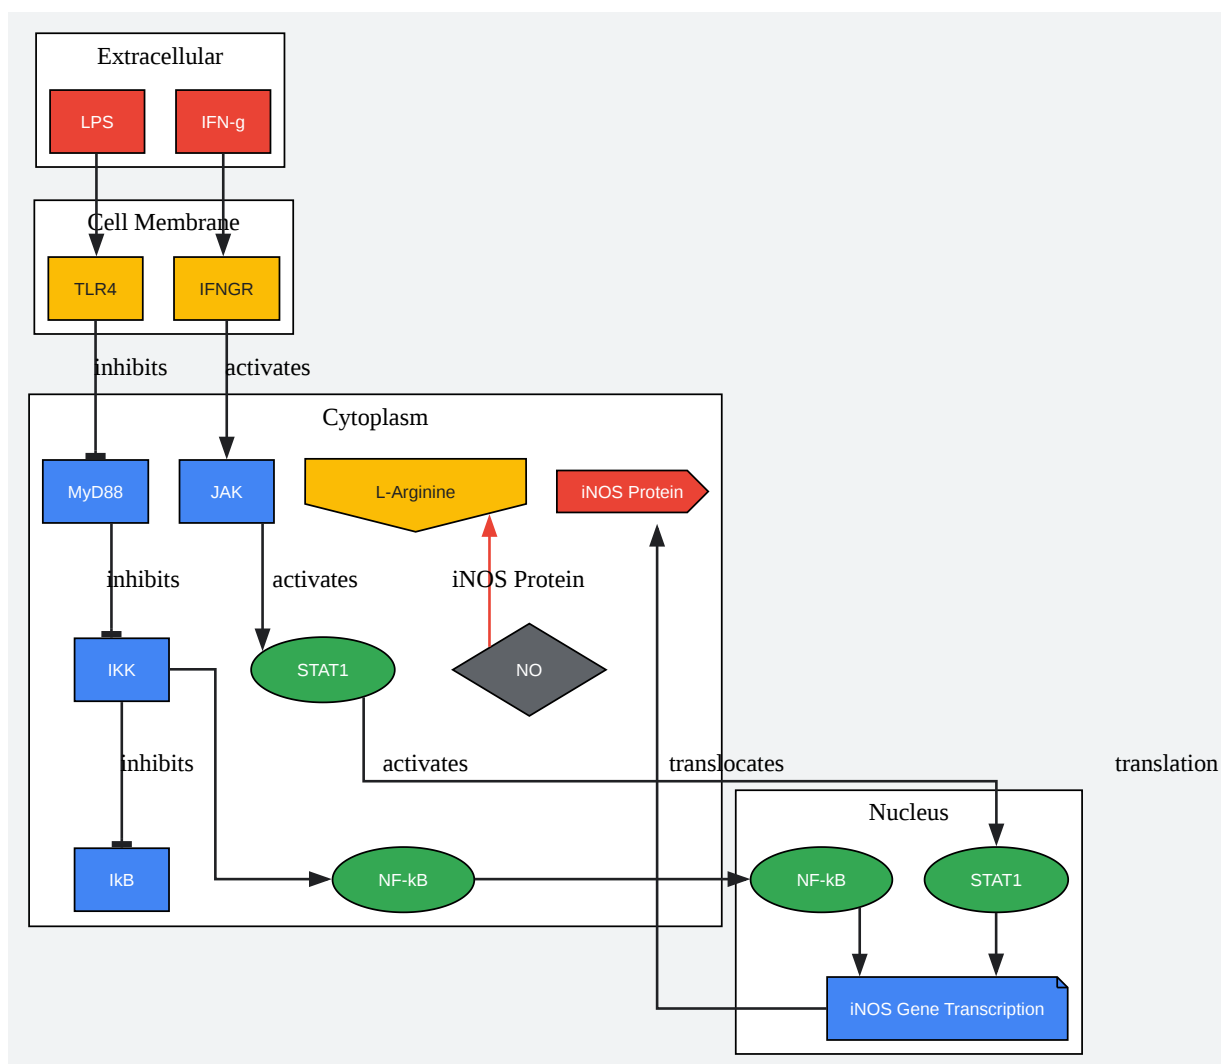 Extracellular
LPS
IFN-g
Cell Membrane
TLR4
IFNGR
inhibits
activates
Cytoplasm
MyD88
JAK
L-Arginine
iNOS Protein
inhibits
activates
iNOS Protein
IKK
STAT1
NO
inhibits
activates
translocates
translation
Nucleus
IkB
NF-kB
NF-kB
STAT1
iNOS Gene Transcription